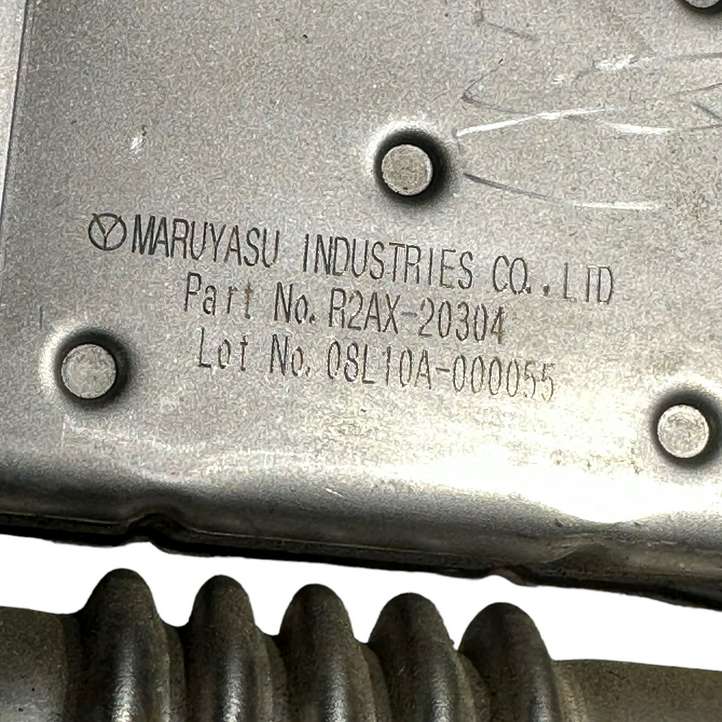 MARUYASU INDUSTRIES CO.,LTD
Part No. R2AX-20304
Lot No. 08L10A-000055